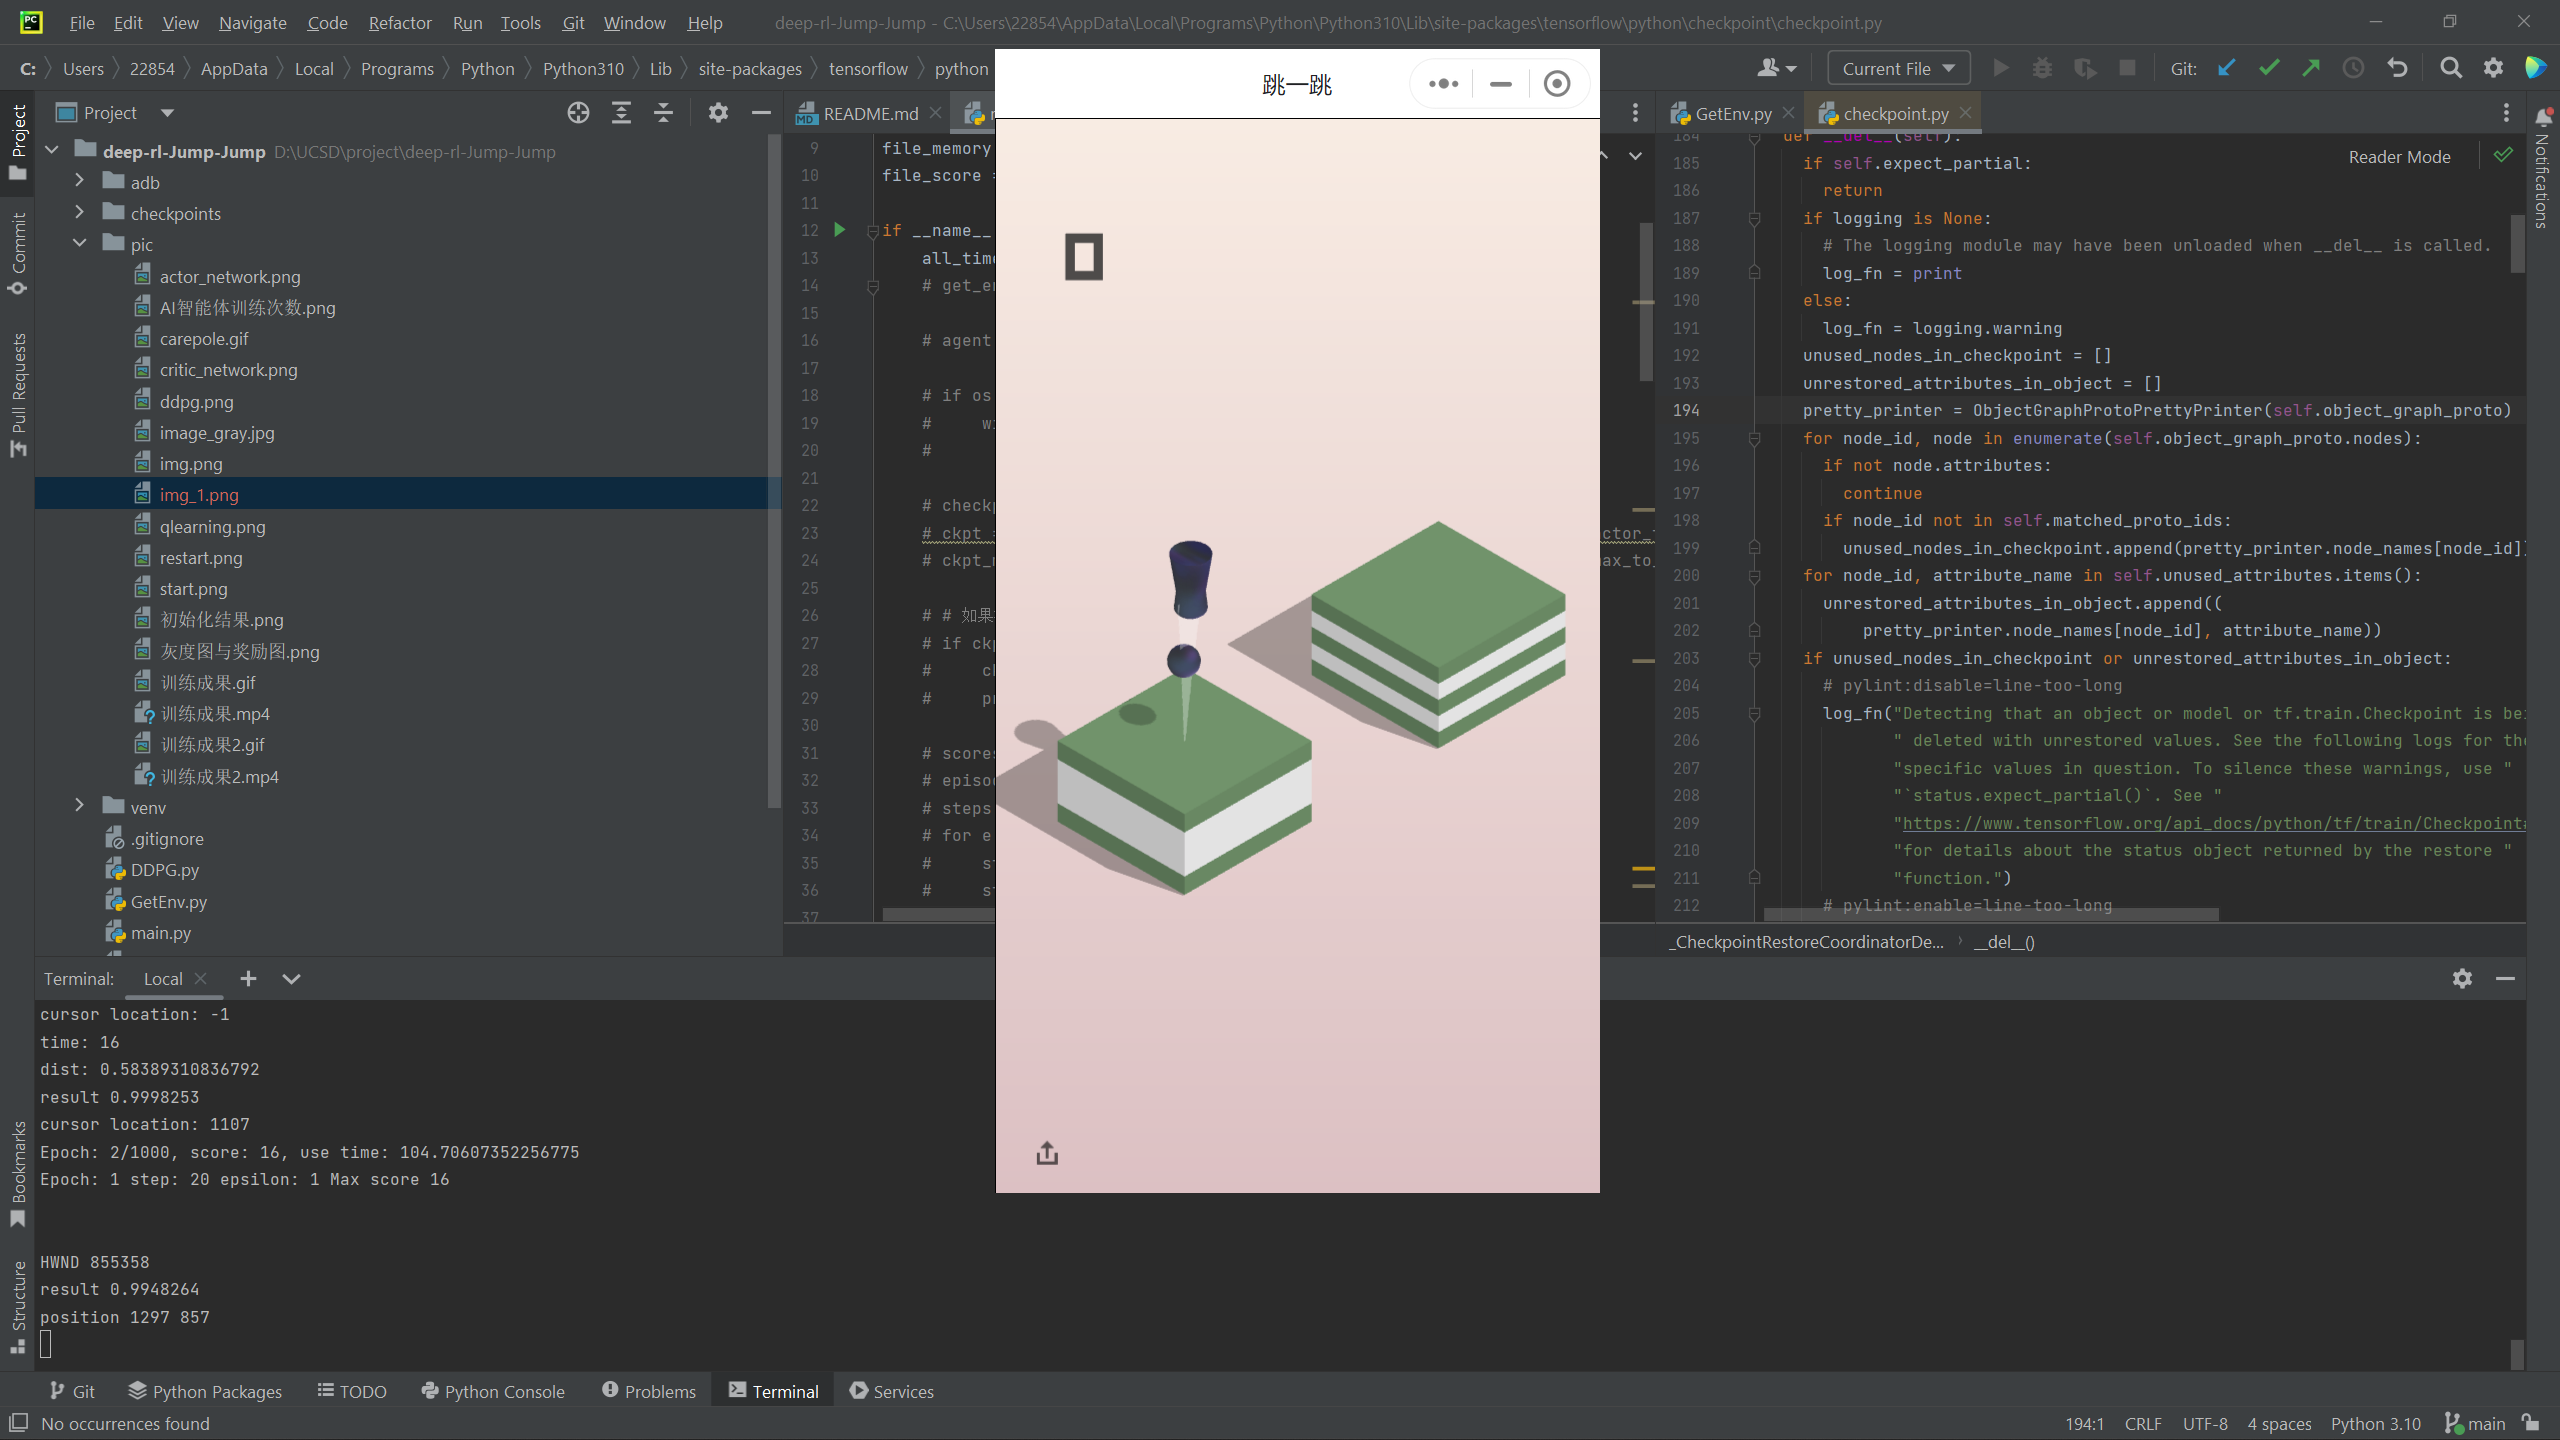 File Edit View Navigate Code Refactor Run Tools Git Window Help deep-rl-Jump-Jump - C:\Users\22854\AppData\Local\Programs\Python\Python310\Lib\site-packages\tensorflow\python\checkpoint\checkpoint.py
C: Users 22854 AppData Local Programs Python Python310 Lib site-packages tensorflow python
跳一跳
Current File
Git:
Project
Commit
Pull Requests
Bookmarks
Structure
Notifications
Project
deep-rl-Jump-Jump D:\UCSD\project\deep-rl-Jump-Jump
adb
checkpoints
pic
actor_network.png
AI智能体训练次数.png
carepole.gif
critic_network.png
ddpg.png
image_gray.jpg
img.png
img_1.png
qlearning.png
restart.png
start.png
初始化结果.png
灰度图与奖励图.png
训练成果.gif
训练成果.mp4
训练成果2.gif
训练成果2.mp4
venv
.gitignore
DDPG.py
GetEnv.py
main.py
README.md
9 file_memory
10 file_score =
11
12 if __name__
13 all_time
14 # get_en
15
16 # agent
17
18 # if os
19 # wi
20 #
21
22 # checkp
23 # ckpt =
24 # ckpt_m
25
26 # # 如果
27 # if ckp
28 # ck
29 # pr
30
31 # scores
32 # episod
33 # steps
34 # for e
35 # st
36 # st
37
0
GetEnv.py checkpoint.py
Reader Mode
184 def __del__(self):
185 if self.expect_partial:
186 return
187 if logging is None:
188 # The logging module may have been unloaded when __del__ is called.
189 log_fn = print
190 else:
191 log_fn = logging.warning
192 unused_nodes_in_checkpoint = []
193 unrestored_attributes_in_object = []
194 pretty_printer = ObjectGraphProtoPrettyPrinter(self.object_graph_proto)
195 for node_id, node in enumerate(self.object_graph_proto.nodes):
196 if not node.attributes:
197 continue
198 if node_id not in self.matched_proto_ids:
199 unused_nodes_in_checkpoint.append(pretty_printer.node_names[node_id])
200 for node_id, attribute_name in self.unused_attributes.items():
201 unrestored_attributes_in_object.append((
202 pretty_printer.node_names[node_id], attribute_name))
203 if unused_nodes_in_checkpoint or unrestored_attributes_in_object:
204 # pylint:disable=line-too-long
205 log_fn("Detecting that an object or model or tf.train.Checkpoint is bei
206 " deleted with unrestored values. See the following logs for the
207 "specific values in question. To silence these warnings, use "
208 "`status.expect_partial()`. See "
209 "https://www.tensorflow.org/api_docs/python/tf/train/Checkpoint#
210 "for details about the status object returned by the restore "
211 "function.")
212 # pylint:enable=line-too-long
_CheckpointRestoreCoordinatorDe... __del__()
Terminal: Local
cursor location: -1
time: 16
dist: 0.58389310836792
result 0.9998253
cursor location: 1107
Epoch: 2/1000, score: 16, use time: 104.70607352256775
Epoch: 1 step: 20 epsilon: 1 Max score 16
HWND 855358
result 0.9948264
position 1297 857
Git Python Packages TODO Python Console Problems Terminal Services
No occurrences found
194:1 CRLF UTF-8 4 spaces Python 3.10 main